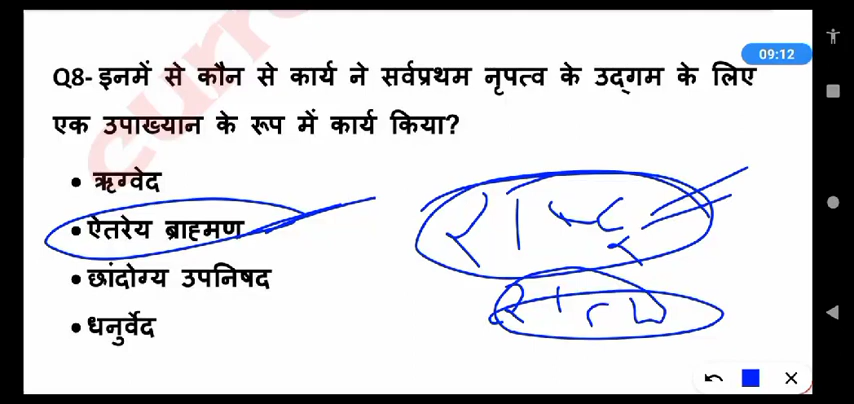 09:12
Q8- इनमें से कौन से कार्य ने सर्वप्रथम नृपत्व के उद्गम के लिए
एक उपाख्यान के रूप में कार्य किया?
• ऋग्वेद
• ऐतरेय ब्राह्मण
• छांदोग्य उपनिषद
• धनुर्वेद